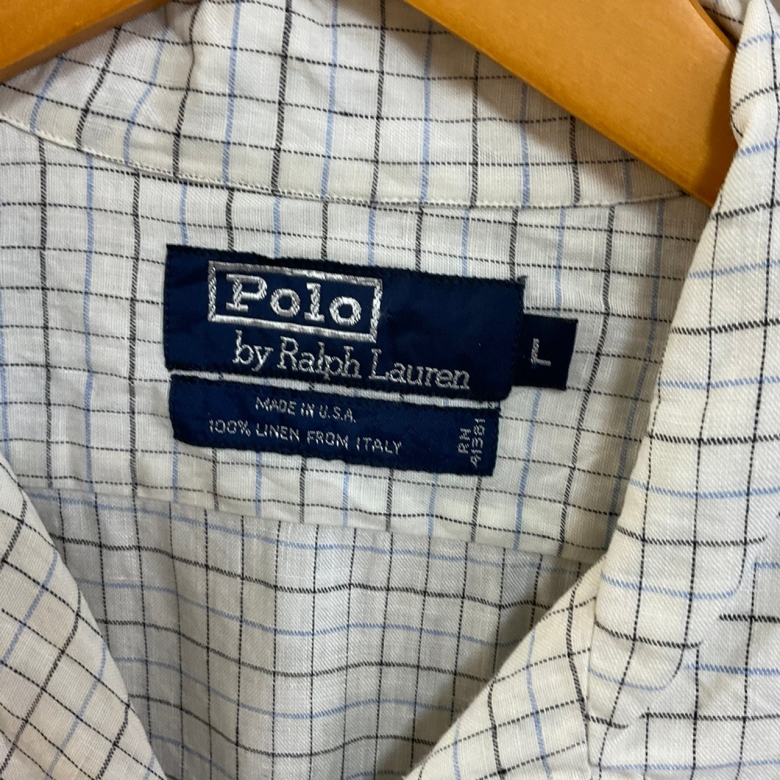 Polo
by Ralph Lauren
L
MADE IN U.S.A.
100% LINEN FROM ITALY
RN
41381